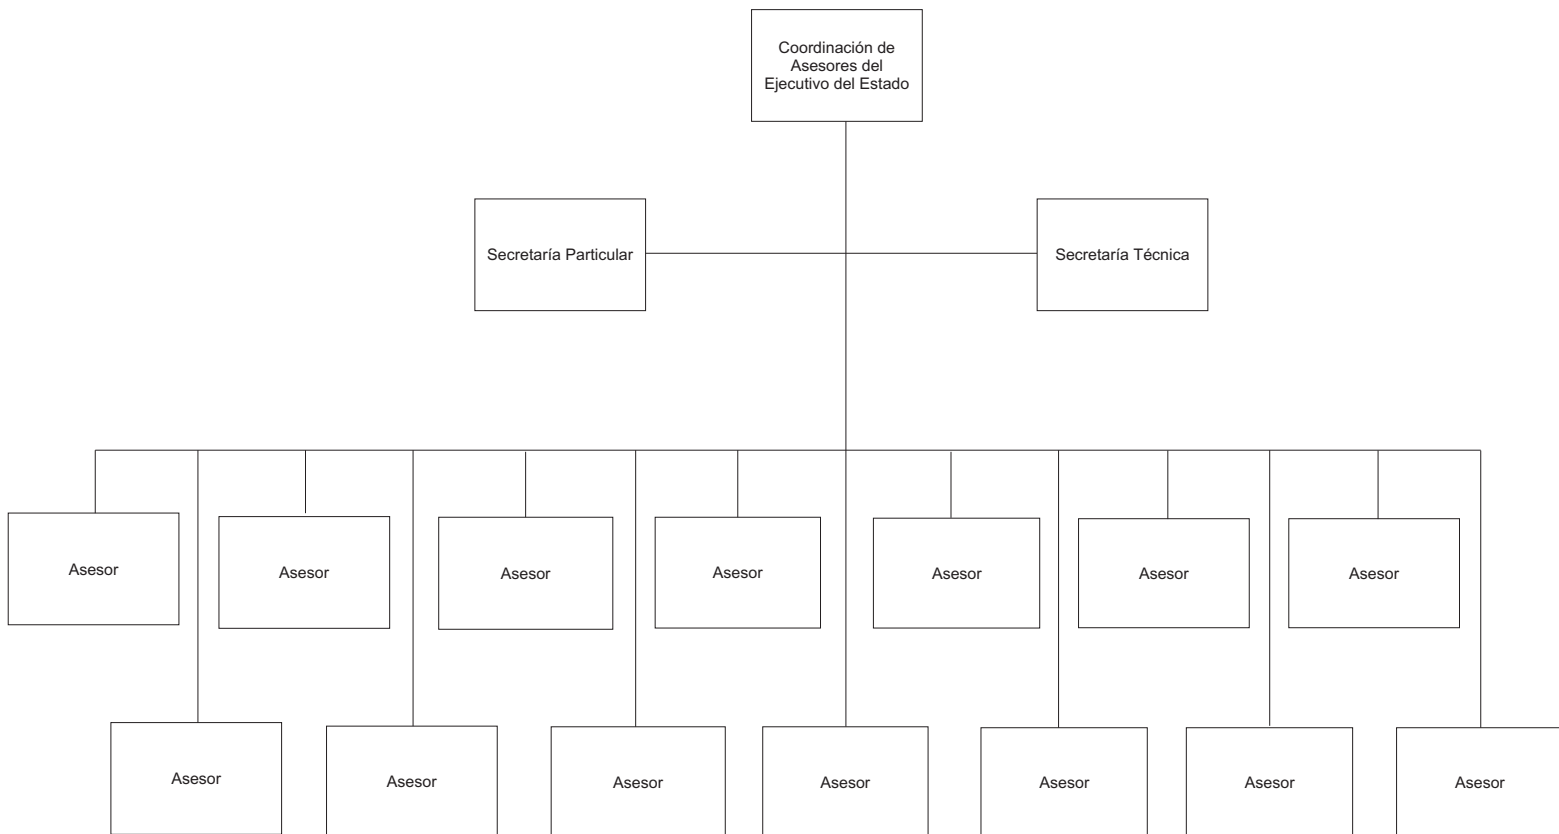 Coordinación de
Asesores del
Ejecutivo del Estado
Secretaría Particular
Secretaría Técnica
Asesor
Asesor
Asesor
Asesor
Asesor
Asesor
Asesor
Asesor
Asesor
Asesor
Asesor
Asesor
Asesor
Asesor